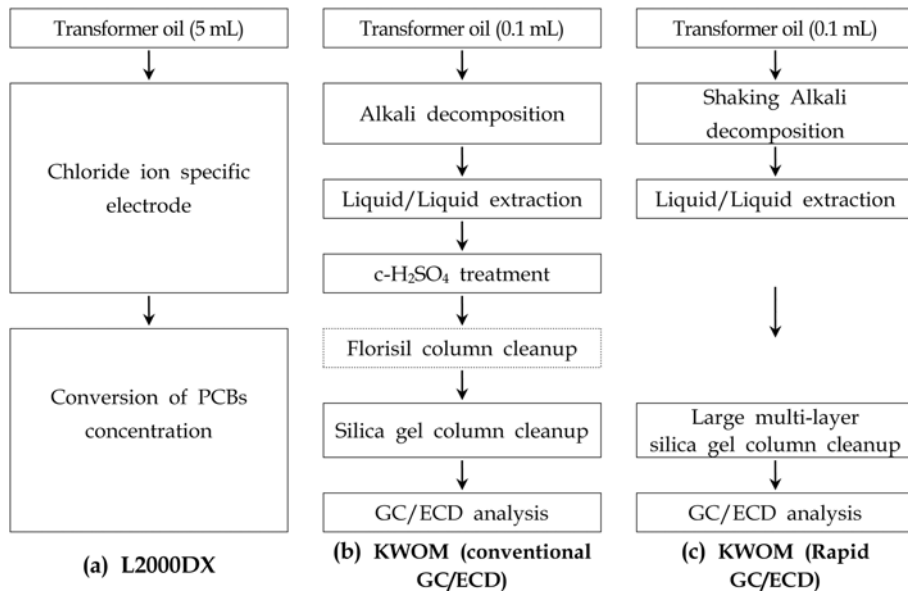 Transformer oil (5 mL)
Chloride ion specific
electrode
Conversion of PCBs
concentration
(a) L2000DX
Transformer oil (0.1 mL)
Alkali decomposition
Liquid/Liquid extraction
c-H₂SO₄ treatment
Florisil column cleanup
Silica gel column cleanup
GC/ECD analysis
(b) KWOM (conventional
GC/ECD)
Transformer oil (0.1 mL)
Shaking Alkali
decomposition
Liquid/Liquid extraction
Large multi-layer
silica gel column cleanup
GC/ECD analysis
(c) KWOM (Rapid
GC/ECD)